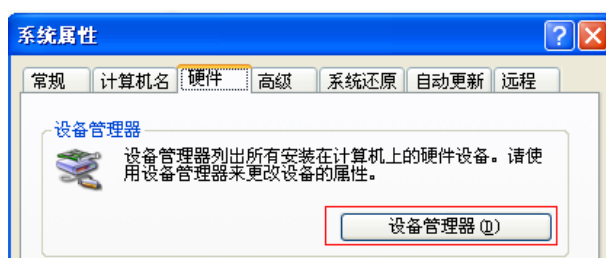 系统属性
常规 计算机名 硬件 高级 系统还原 自动更新 远程
设备管理器
设备管理器列出所有安装在计算机上的硬件设备。请使
用设备管理器来更改设备的属性。
设备管理器(D)